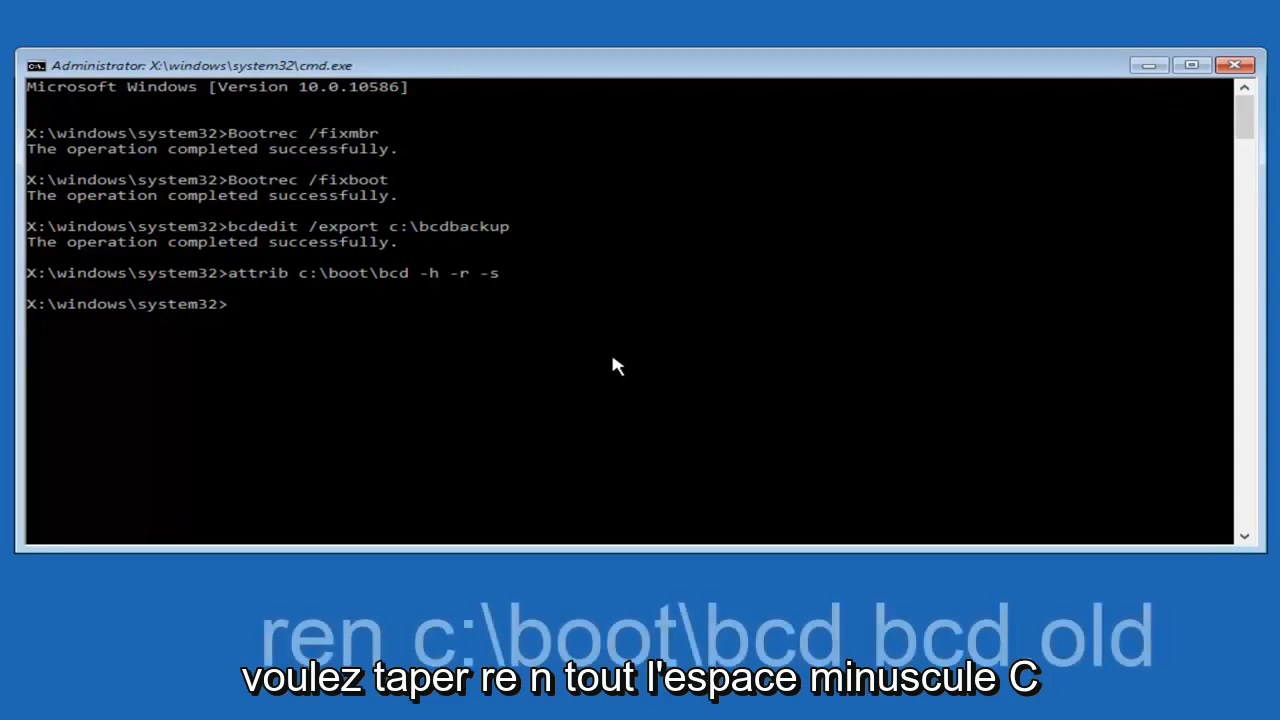 Administrator: X:\windows\system32\cmd.exe
Microsoft Windows [Version 10.0.10586]
X:\windows\system32>Bootrec /fixmbr
The operation completed successfully.
X:\windows\system32>Bootrec /fixboot
The operation completed successfully.
X:\windows\system32>bcdedit /export c:\bcdbackup
The operation completed successfully.
X:\windows\system32>attrib c:\boot\bcd -h -r -s
X:\windows\system32>
ren c:\boot\bcd bcd old
voulez taper re n tout l'espace minuscule C